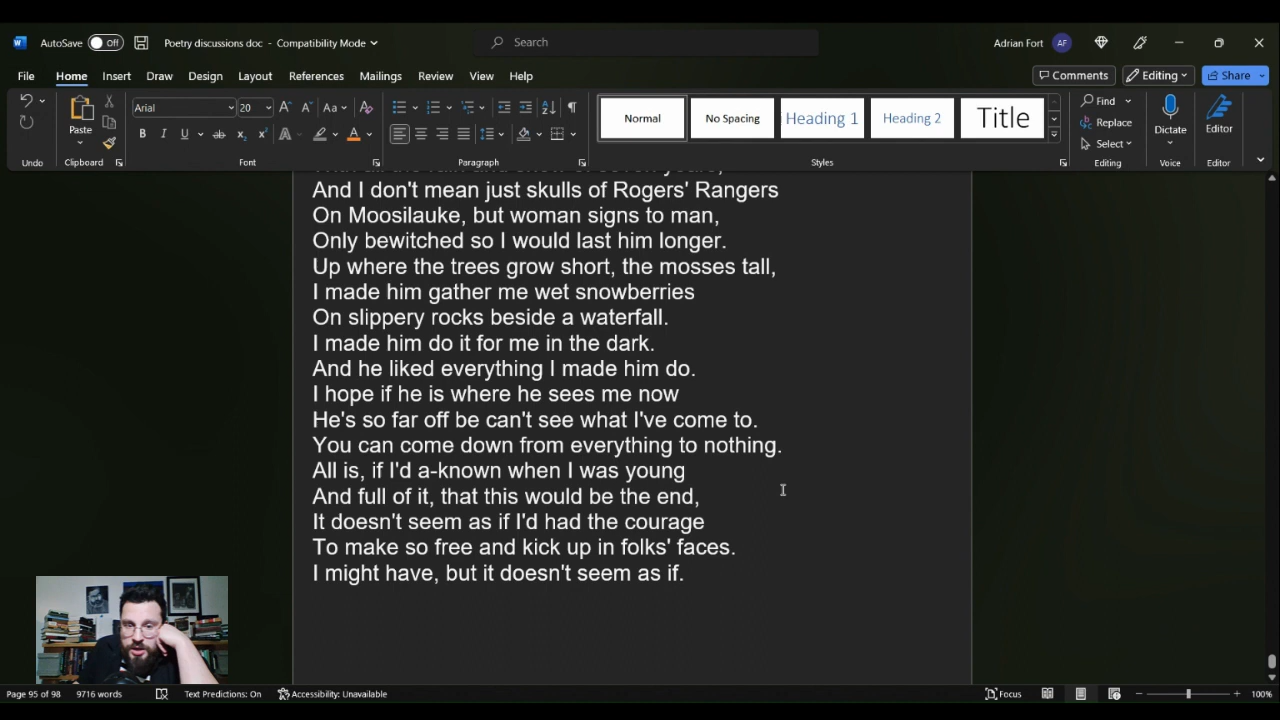 AutoSave Off Poetry discussions doc - Compatibility Mode Search Adrian Fort AF
File Home Insert Draw Design Layout References Mailings Review View Help Comments Editing Share
Paste Arial 20 Aa Normal No Spacing Heading 1 Heading 2 Title Find Replace Select Dictate Editor
Undo Clipboard Font Paragraph Styles Editing Voice Editor
And I don't mean just skulls of Rogers' Rangers
On Moosilauke, but woman signs to man,
Only bewitched so I would last him longer.
Up where the trees grow short, the mosses tall,
I made him gather me wet snowberries
On slippery rocks beside a waterfall.
I made him do it for me in the dark.
And he liked everything I made him do.
I hope if he is where he sees me now
He's so far off be can't see what I've come to.
You can come down from everything to nothing.
All is, if I'd a-known when I was young
And full of it, that this would be the end,
It doesn't seem as if I'd had the courage
To make so free and kick up in folks' faces.
I might have, but it doesn't seem as if.
Page 95 of 98 9716 words Text Predictions: On Accessibility: Unavailable Focus 100%